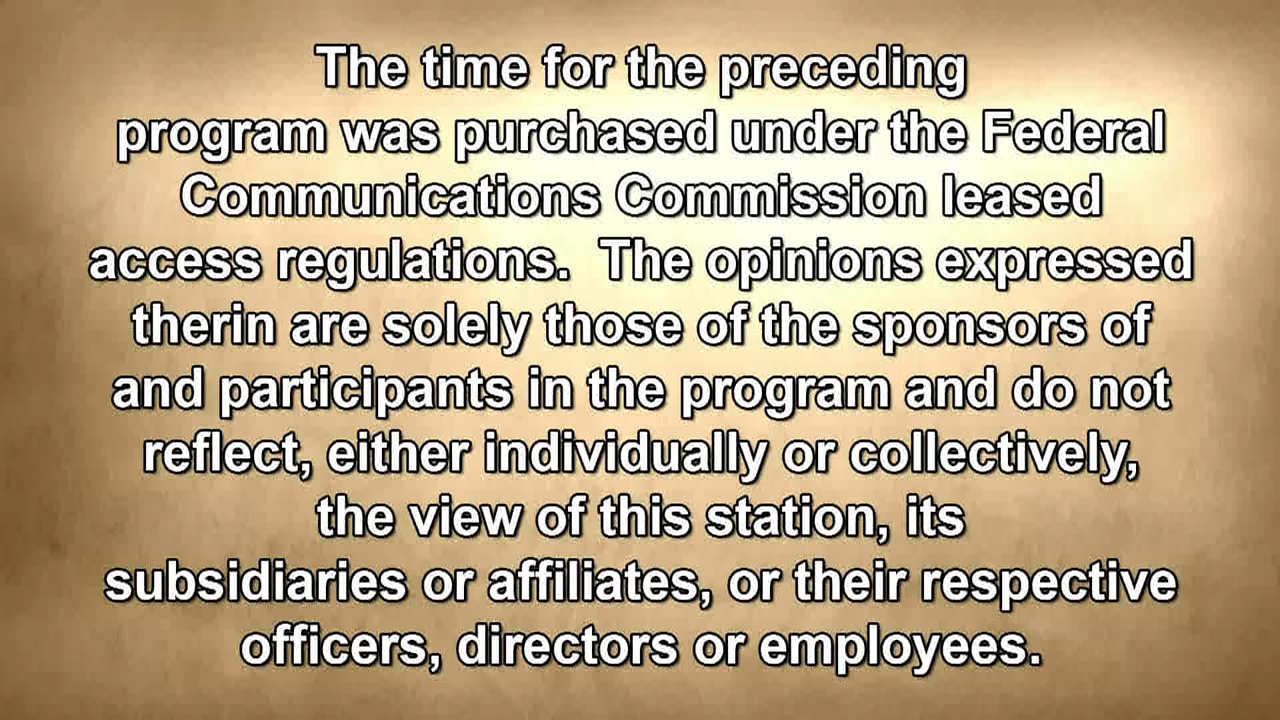 The time for the preceding
program was purchased under the Federal
Communications Commission leased
access regulations.  The opinions expressed
therin are solely those of the sponsors of
and participants in the program and do not
reflect, either individually or collectively,
the view of this station, its
subsidiaries or affiliates, or their respective
officers, directors or employees.